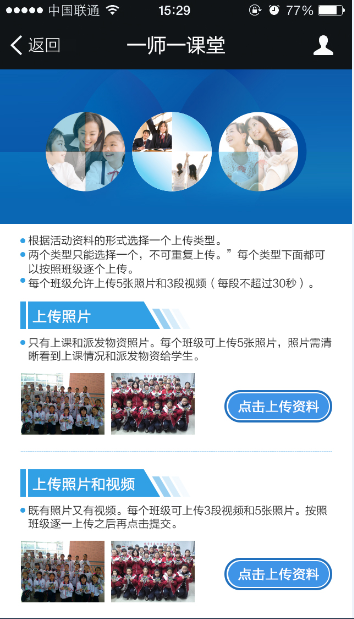 中国联通 15:29 77%
返回 一师一课堂
根据活动资料的形式选择一个上传类型。
两个类型只能选择一个，不可重复上传。”每个类型下面都可
以按照班级逐个上传。
每个班级允许上传5张照片和3段视频（每段不超过30秒）。
上传照片
只有上课和派发物资照片。每个班级可上传5张照片，照片需清
晰看到上课情况和派发物资给学生。
点击上传资料
上传照片和视频
既有照片又有视频。每个班级可上传3段视频和5张照片。按照
班级逐一上传之后再点击提交。
点击上传资料